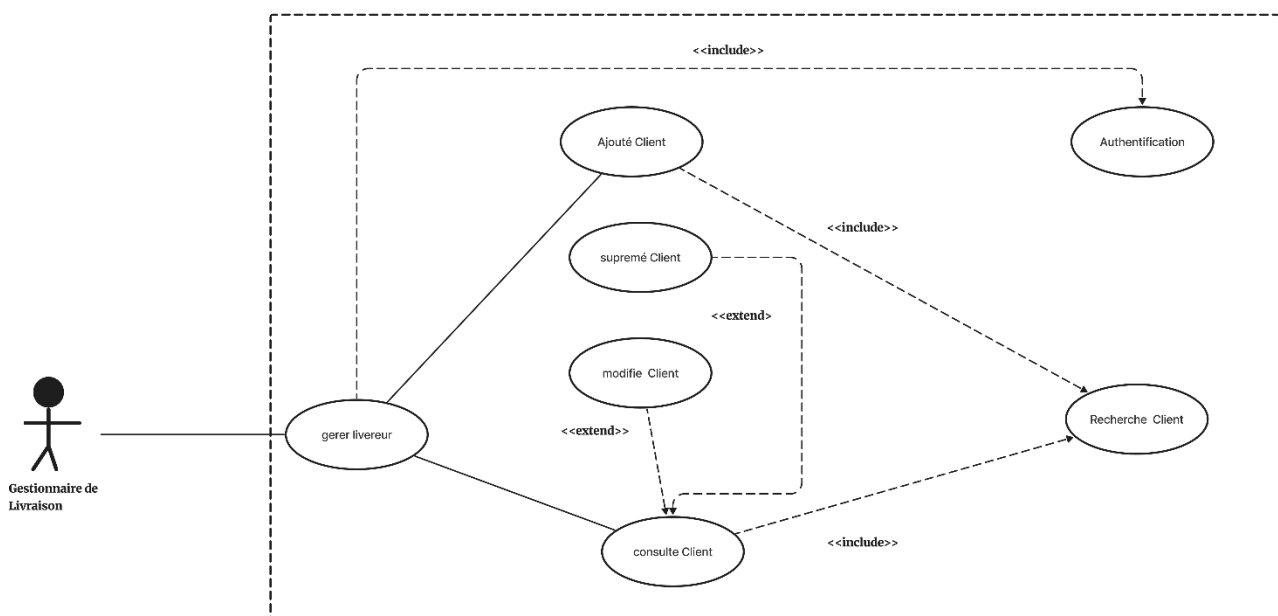 <<include>>
Ajouté Client
Authentification
<<include>>
supremé Client
<<extend>
modifie Client
Recherche Client
gerer livereur
<<extend>>
Gestionnaire de
Livraison
consulte Client
<<include>>